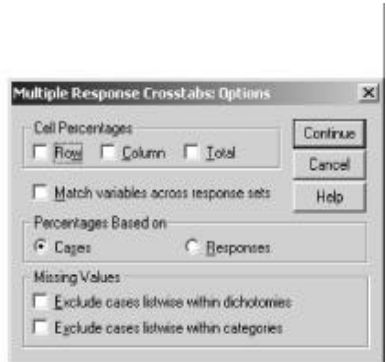 Multiple Response Crosstabs: Options
Cell Percentages
Row Column Total
Match variables across response sets
Percentages Based on
Cases Responses
Missing Values
Exclude cases listwise within dichotomies
Exclude cases listwise within categories
Continue
Cancel
Help